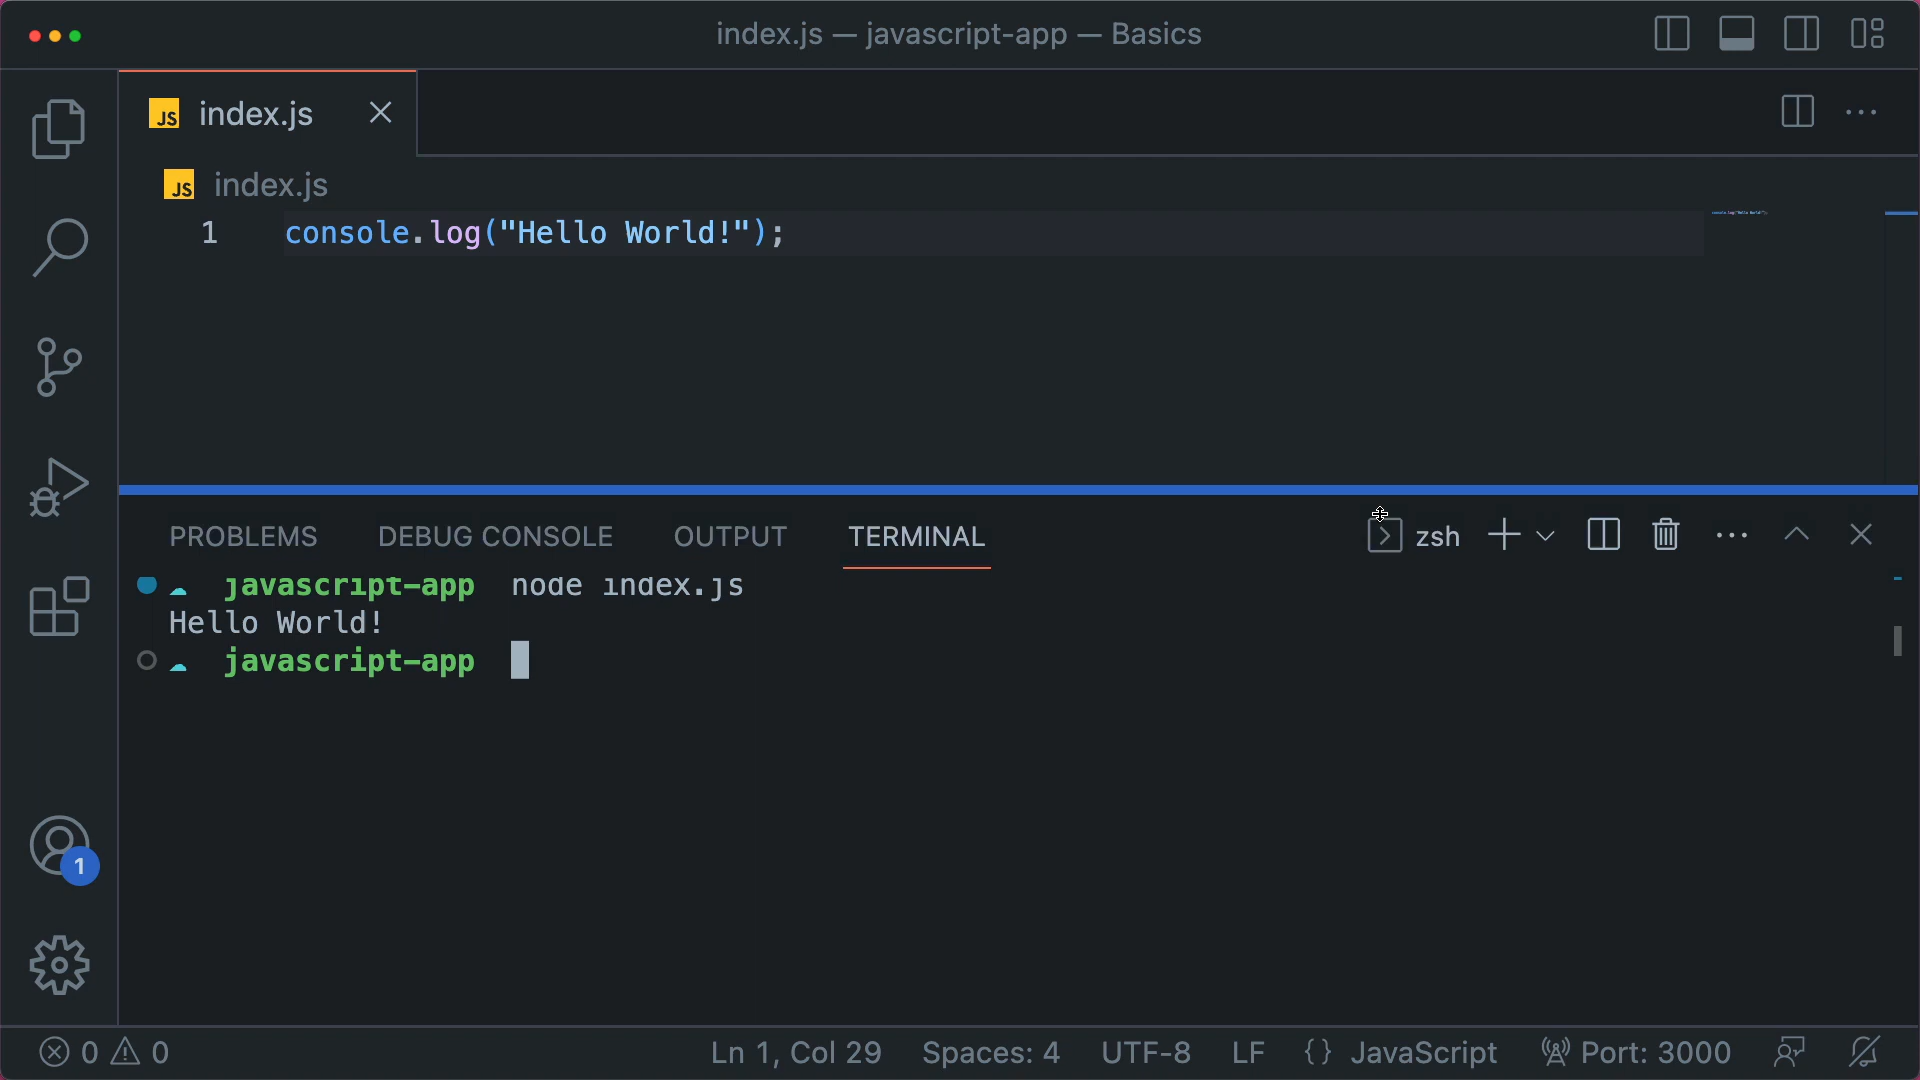 index.js — javascript-app — Basics
JS index.js
JS index.js
1 console.log("Hello World!");
PROBLEMS DEBUG CONSOLE OUTPUT TERMINAL zsh
javascript-app node index.js
Hello World!
javascript-app
1
0 0 Ln 1, Col 29 Spaces: 4 UTF-8 LF {} JavaScript Port: 3000